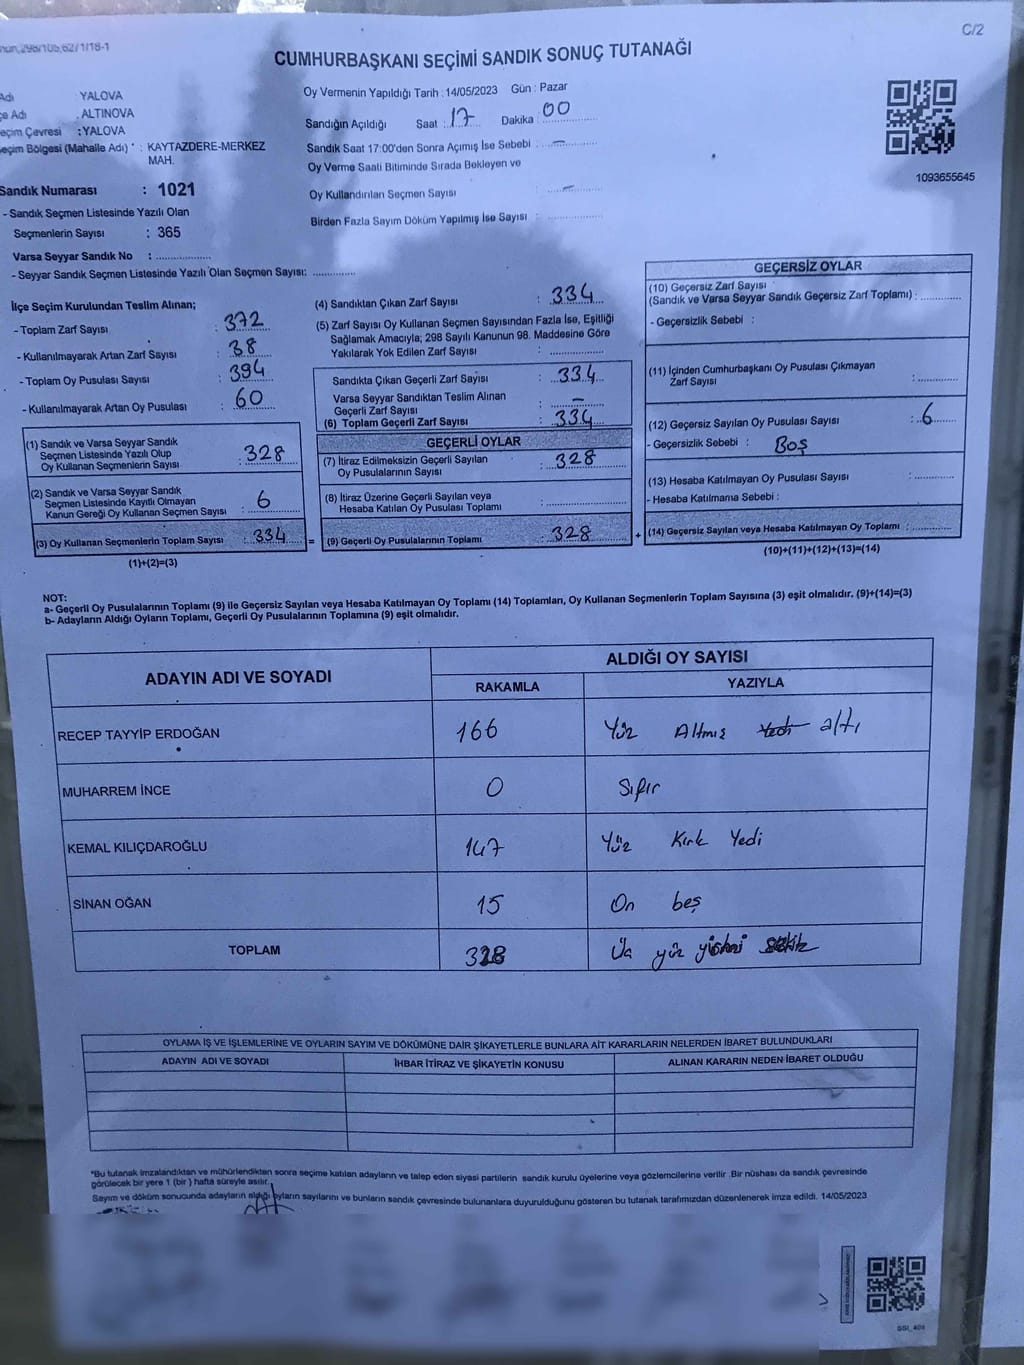 C/2
CUMHURBAŞKANI SEÇİMİ SANDIK SONUÇ TUTANAĞI
Adı : YALOVA
çe Adı : ALTINOVA
eçim Çevresi : YALOVA
eçim Bölgesi (Mahalle Adı) * : KAYTAZDERE-MERKEZ
MAH.
Sandık Numarası : 1021
- Sandık Seçmen Listesinde Yazılı Olan
Seçmenlerin Sayısı : 365
Varsa Seyyar Sandık No :
- Seyyar Sandık Seçmen Listesinde Yazılı Olan Seçmen Sayısı:
Oy Vermenin Yapıldığı Tarih : 14/05/2023 Gün : Pazar
Sandığın Açıldığı Saat : 17 Dakika : 00
Sandık Saat 17:00'den Sonra Açımış İse Sebebi : —
Oy Verme Saati Bitiminde Sırada Bekleyen ve
Oy Kullandırılan Seçmen Sayısı : —
Birden Fazla Sayım Döküm Yapılmış İse Sayısı :
1093655645
İlçe Seçim Kurulundan Teslim Alınan;
- Toplam Zarf Sayısı : 372
- Kullanılmayarak Artan Zarf Sayısı : 38
- Toplam Oy Pusulası Sayısı : 394
- Kullanılmayarak Artan Oy Pusulası : 60
(1) Sandık ve Varsa Seyyar Sandık
Seçmen Listesinde Yazılı Olup
Oy Kullanan Seçmenlerin Sayısı : 328
(2) Sandık ve Varsa Seyyar Sandık
Seçmen Listesinde Kayıtlı Olmayan
Kanun Gereği Oy Kullanan Seçmen Sayısı : 6
(3) Oy Kullanan Seçmenlerin Toplam Sayısı : 334 =
(1)+(2)=(3)
(4) Sandıktan Çıkan Zarf Sayısı : 334
(5) Zarf Sayısı Oy Kullanan Seçmen Sayısından Fazla İse, Eşitliği
Sağlamak Amacıyla; 298 Sayılı Kanunun 98. Maddesine Göre
Yakılarak Yok Edilen Zarf Sayısı :
Sandıkta Çıkan Geçerli Zarf Sayısı : 334
Varsa Seyyar Sandıktan Teslim Alınan
Geçerli Zarf Sayısı : —
(6) Toplam Geçerli Zarf Sayısı : 334
GEÇERLİ OYLAR
(7) İtiraz Edilmeksizin Geçerli Sayılan
Oy Pusulalarının Sayısı : 328
(8) İtiraz Üzerine Geçerli Sayılan veya
Hesaba Katılan Oy Pusulası Toplamı :
(9) Geçerli Oy Pusulalarının Toplamı : 328 +
GEÇERSİZ OYLAR
(10) Geçersiz Zarf Sayısı
(Sandık ve Varsa Seyyar Sandık Geçersiz Zarf Toplamı) :
- Geçersizlik Sebebi :
(11) İçinden Cumhurbaşkanı Oy Pusulası Çıkmayan
Zarf Sayısı :
(12) Geçersiz Sayılan Oy Pusulası Sayısı : 6
- Geçersizlik Sebebi : Boş
(13) Hesaba Katılmayan Oy Pusulası Sayısı :
- Hesaba Katılmama Sebebi :
(14) Geçersiz Sayılan veya Hesaba Katılmayan Oy Toplamı :
(10)+(11)+(12)+(13)=(14)
NOT:
a- Geçerli Oy Pusulalarının Toplamı (9) ile Geçersiz Sayılan veya Hesaba Katılmayan Oy Toplamı (14) Toplamları, Oy Kullanan Seçmenlerin Toplam Sayısına (3) eşit olmalıdır. (9)+(14)=(3)
b- Adayların Aldığı Oyların Toplamı, Geçerli Oy Pusulalarının Toplamına (9) eşit olmalıdır.
ADAYIN ADI VE SOYADI ALDIĞI OY SAYISI
RAKAMLA YAZIYLA
RECEP TAYYİP ERDOĞAN 166 Yüz Altmış Yedi altı
MUHARREM İNCE 0 Sıfır
KEMAL KILIÇDAROĞLU 147 Yüz Kırk Yedi
SİNAN OĞAN 15 On beş
TOPLAM 328 Üç yüz yirmi sekiz
OYLAMA İŞ VE İŞLEMLERİNE VE OYLARIN SAYIM VE DÖKÜMÜNE DAİR ŞİKAYETLERLE BUNLARA AİT KARARLARIN NELERDEN İBARET BULUNDUKLARI
ADAYIN ADI VE SOYADI İHBAR İTİRAZ VE ŞİKAYETİN KONUSU ALINAN KARARIN NEDEN İBARET OLDUĞU
*Bu tutanak imzalandıktan ve mühürlendikten sonra seçime katılan adayların ve talep eden siyasi partilerin sandık kurulu üyelerine veya gözlemcilerine verilir .Bir nüshası da sandık çevresinde
görülecek bir yere 1 (bir ) hafta süreyle asılır.
Sayım ve döküm sonucunda adayların aldığı oyların sayılarını ve bunların sandık çevresinde bulunanlara duyurulduğunu gösteren bu tutanak tarafımızdan düzenlenerek imza edildi. 14/05/2023